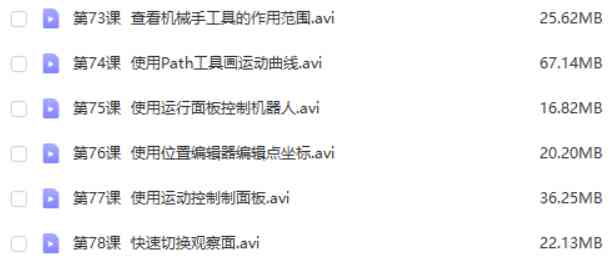 第73课 查看机械手工具的作用范围.avi 25.62MB
第74课 使用Path工具画运动曲线.avi 67.14MB
第75课 使用运行面板控制机器人.avi 16.82MB
第76课 使用位置编辑器编辑点坐标.avi 20.20MB
第77课 使用运动控制制面板.avi 36.25MB
第78课 快速切换观察面.avi 22.13MB